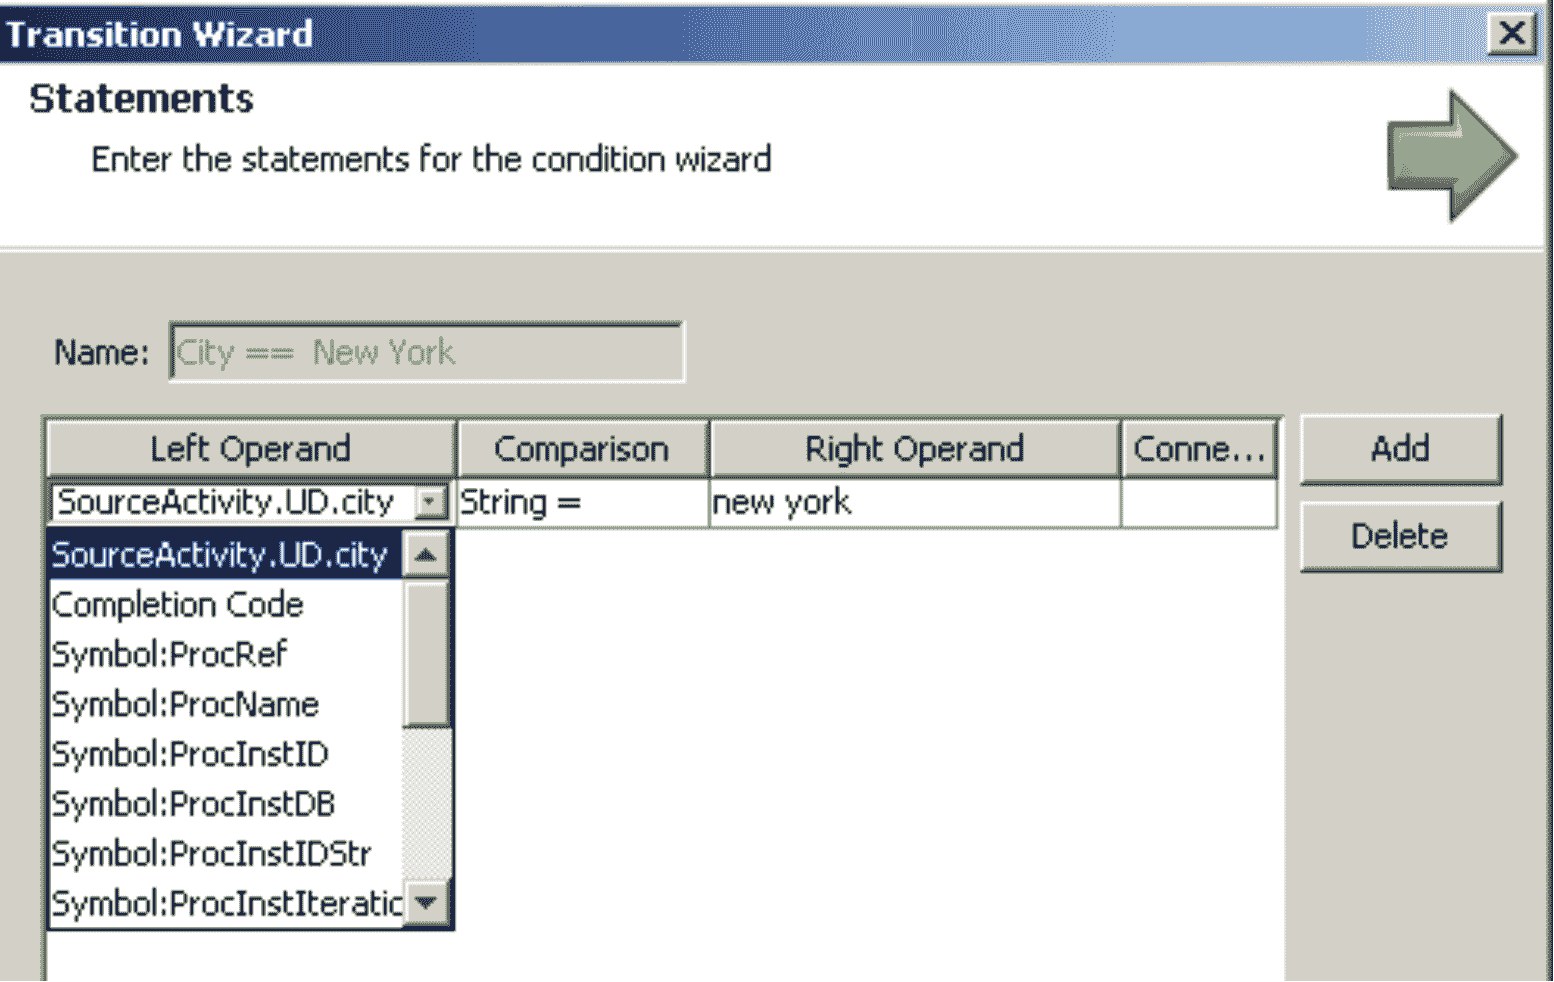 Transition Wizard
Statements
Enter the statements for the condition wizard
Name: City == New York
Left Operand Comparison Right Operand Conne... Add
SourceActivity.UD.city String = new york
Delete
SourceActivity.UD.city
Completion Code
Symbol:ProcRef
Symbol:ProcName
Symbol:ProcInstID
Symbol:ProcInstDB
Symbol:ProcInstIDStr
Symbol:ProcInstIteratic